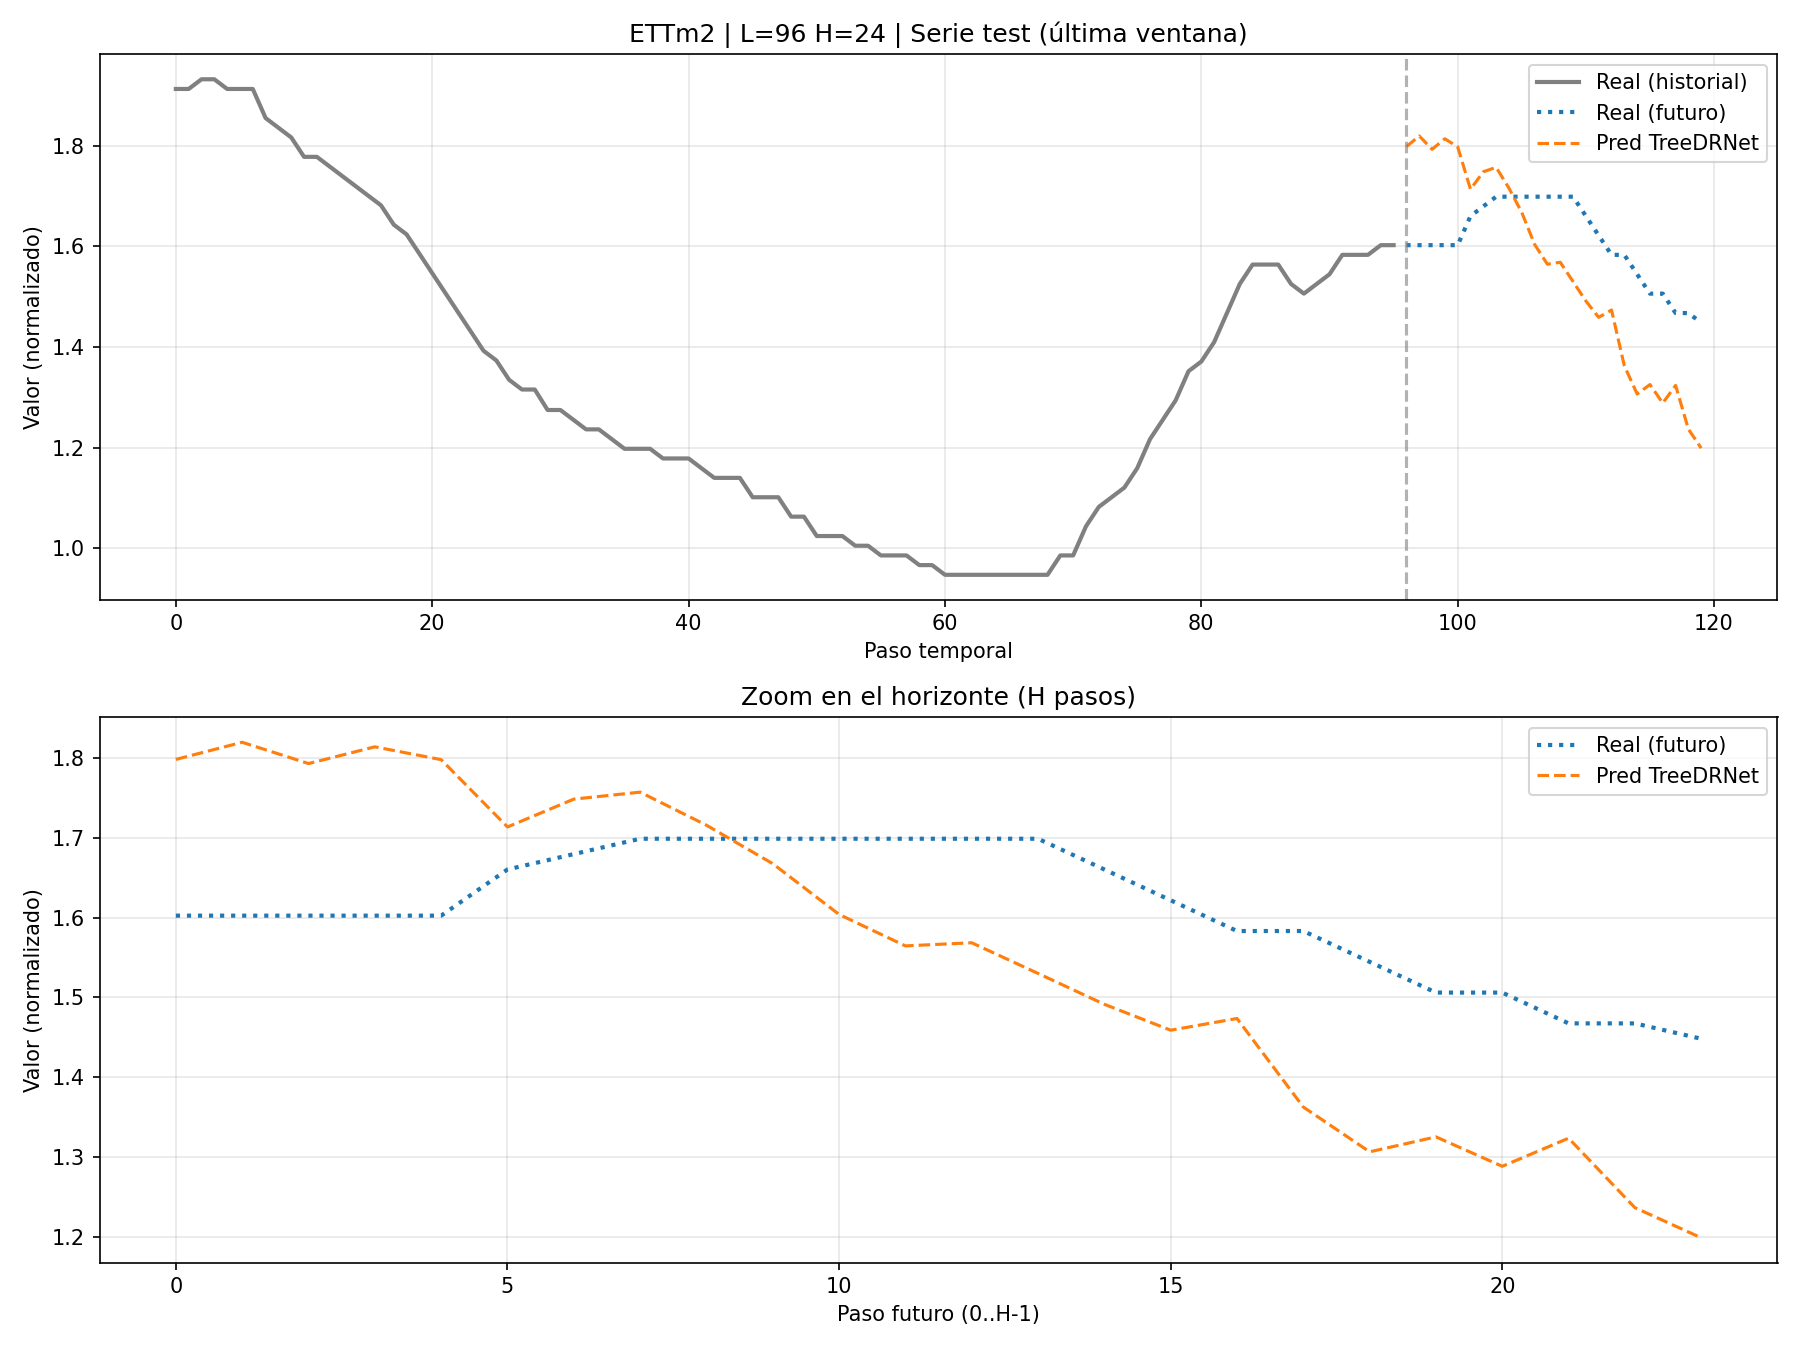 ETTm2 | L=96 H=24 | Serie test (última ventana)
Valor (normalizado)
1.8
1.6
1.4
1.2
1.0
Real (historial)
Real (futuro)
Pred TreeDRNet
0 20 40 60 80 100 120
Paso temporal
Zoom en el horizonte (H pasos)
Valor (normalizado)
1.8
1.7
1.6
1.5
1.4
1.3
1.2
Real (futuro)
Pred TreeDRNet
0 5 10 15 20
Paso futuro (0..H-1)